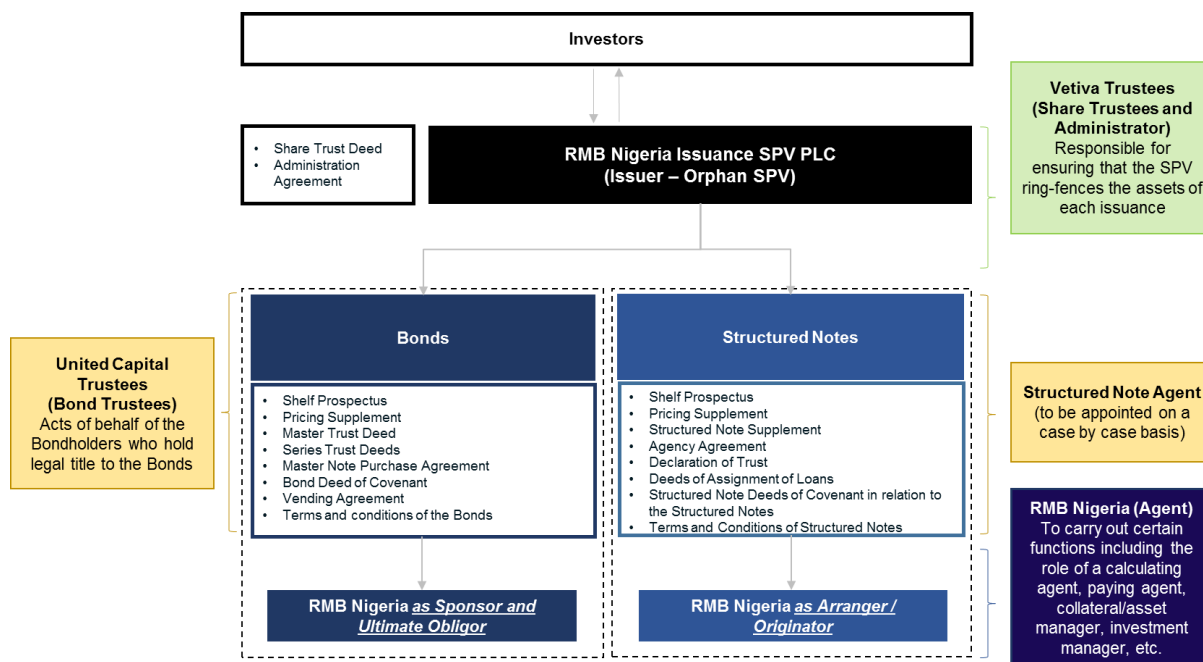 Investors
• Share Trust Deed
• Administration
Agreement
RMB Nigeria Issuance SPV PLC
(Issuer – Orphan SPV)
Vetiva Trustees
(Share Trustees and
Administrator)
Responsible for
ensuring that the SPV
ring-fences the assets of
each issuance
United Capital
Trustees
(Bond Trustees)
Acts of behalf of the
Bondholders who hold
legal title to the Bonds
Bonds
• Shelf Prospectus
• Pricing Supplement
• Master Trust Deed
• Series Trust Deeds
• Master Note Purchase Agreement
• Bond Deed of Covenant
• Vending Agreement
• Terms and conditions of the Bonds
RMB Nigeria as Sponsor and
Ultimate Obligor
Structured Notes
• Shelf Prospectus
• Pricing Supplement
• Structured Note Supplement
• Agency Agreement
• Declaration of Trust
• Deeds of Assignment of Loans
• Structured Note Deeds of Covenant in relation to
the Structured Notes
• Terms and Conditions of Structured Notes
RMB Nigeria as Arranger /
Originator
Structured Note Agent
(to be appointed on a
case by case basis)
RMB Nigeria (Agent)
To carry out certain
functions including the
role of a calculating
agent, paying agent,
collateral/asset
manager, investment
manager, etc.